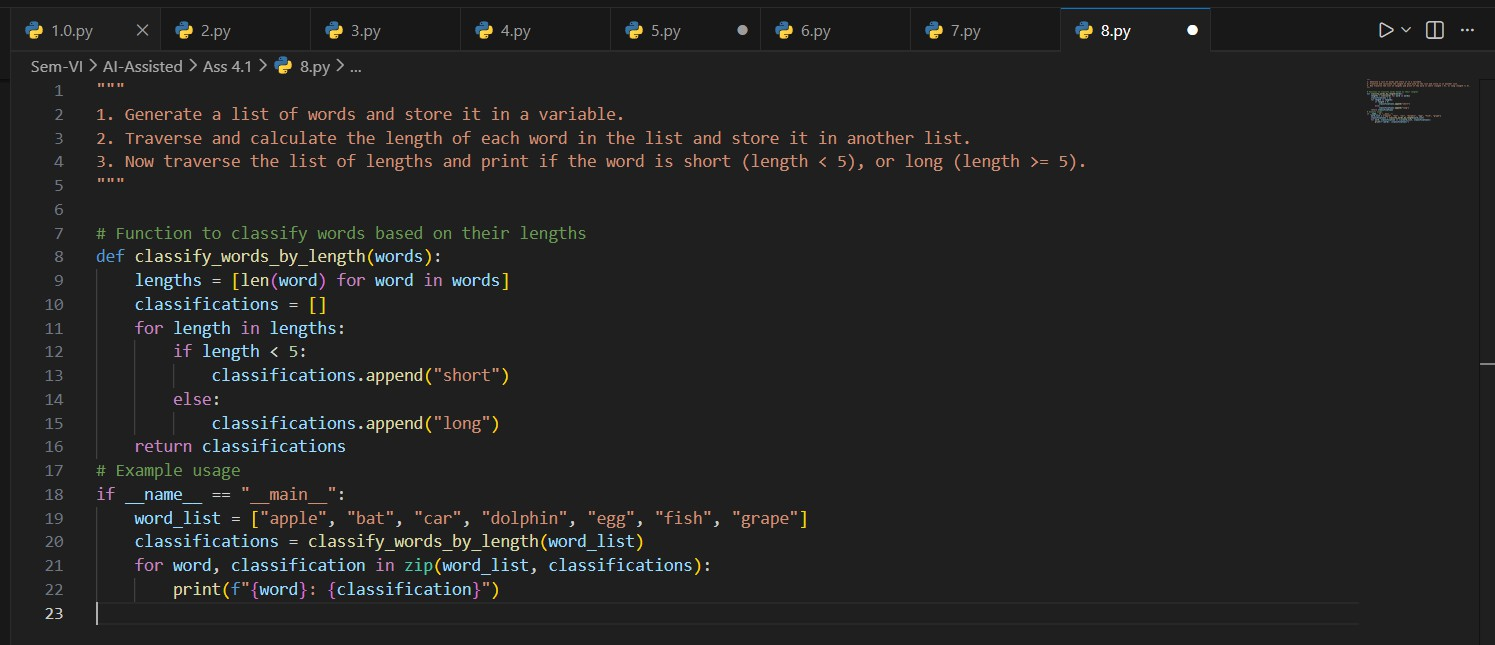 1.0.py 2.py 3.py 4.py 5.py 6.py 7.py 8.py
Sem-VI > AI-Assisted > Ass 4.1 > 8.py > ...
1 """
2 1. Generate a list of words and store it in a variable.
3 2. Traverse and calculate the length of each word in the list and store it in another list.
4 3. Now traverse the list of lengths and print if the word is short (length < 5), or long (length >= 5).
5 """
6
7 # Function to classify words based on their lengths
8 def classify_words_by_length(words):
9     lengths = [len(word) for word in words]
10     classifications = []
11     for length in lengths:
12         if length < 5:
13             classifications.append("short")
14         else:
15             classifications.append("long")
16     return classifications
17 # Example usage
18 if __name__ == "__main__":
19     word_list = ["apple", "bat", "car", "dolphin", "egg", "fish", "grape"]
20     classifications = classify_words_by_length(word_list)
21     for word, classification in zip(word_list, classifications):
22         print(f"{word}: {classification}")
23